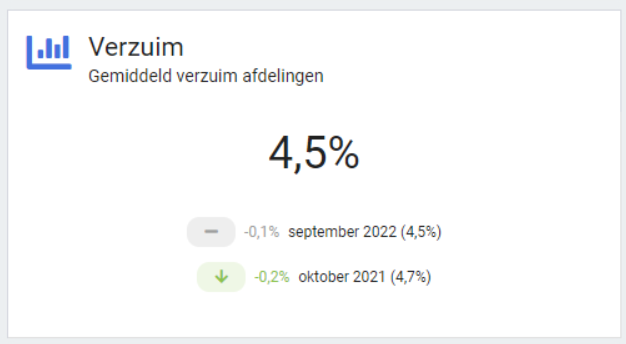 Verzuim
Gemiddeld verzuim afdelingen
4,5%
-0,1% september 2022 (4,5%)
-0,2% oktober 2021 (4,7%)